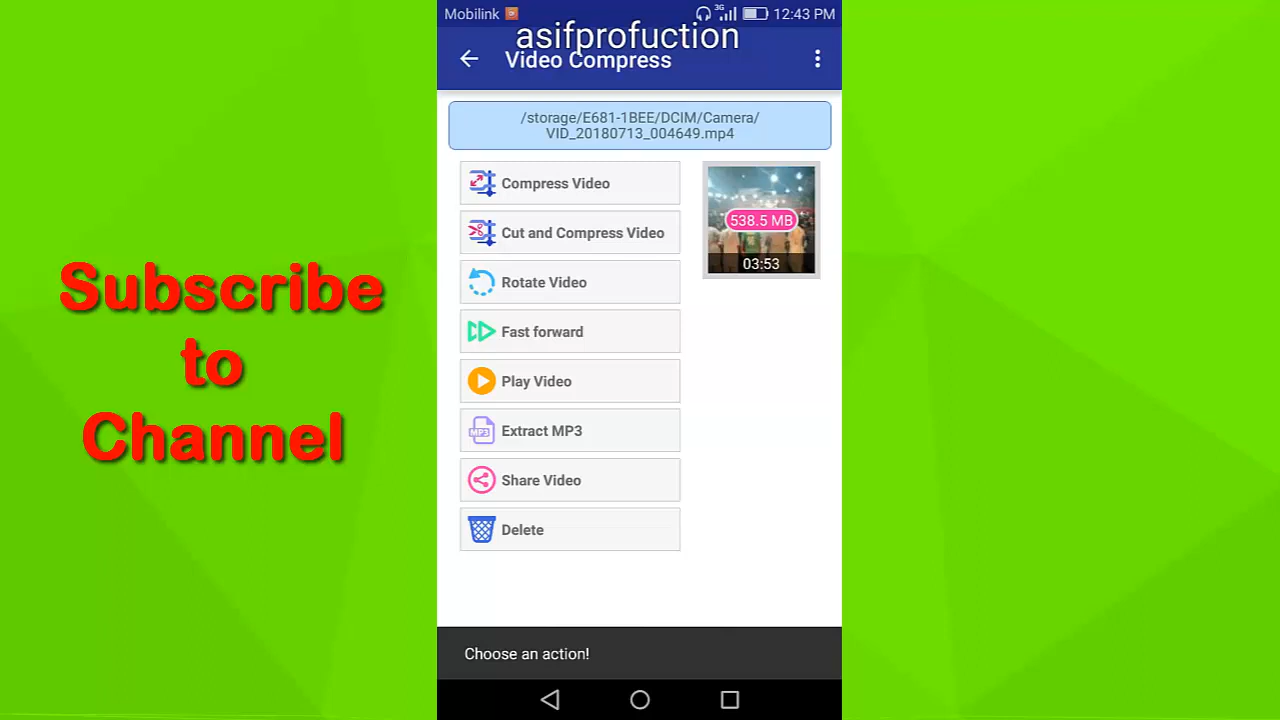 Mobilink 3G 12:43 PM
asifprofuction
Video Compress
/storage/E681-1BEE/DCIM/Camera/
VID_20180713_004649.mp4
Compress Video
538.5 MB
03:53
Cut and Compress Video
Rotate Video
Fast forward
Play Video
MP3 Extract MP3
Share Video
Delete
Choose an action!
Subscribe
to
Channel